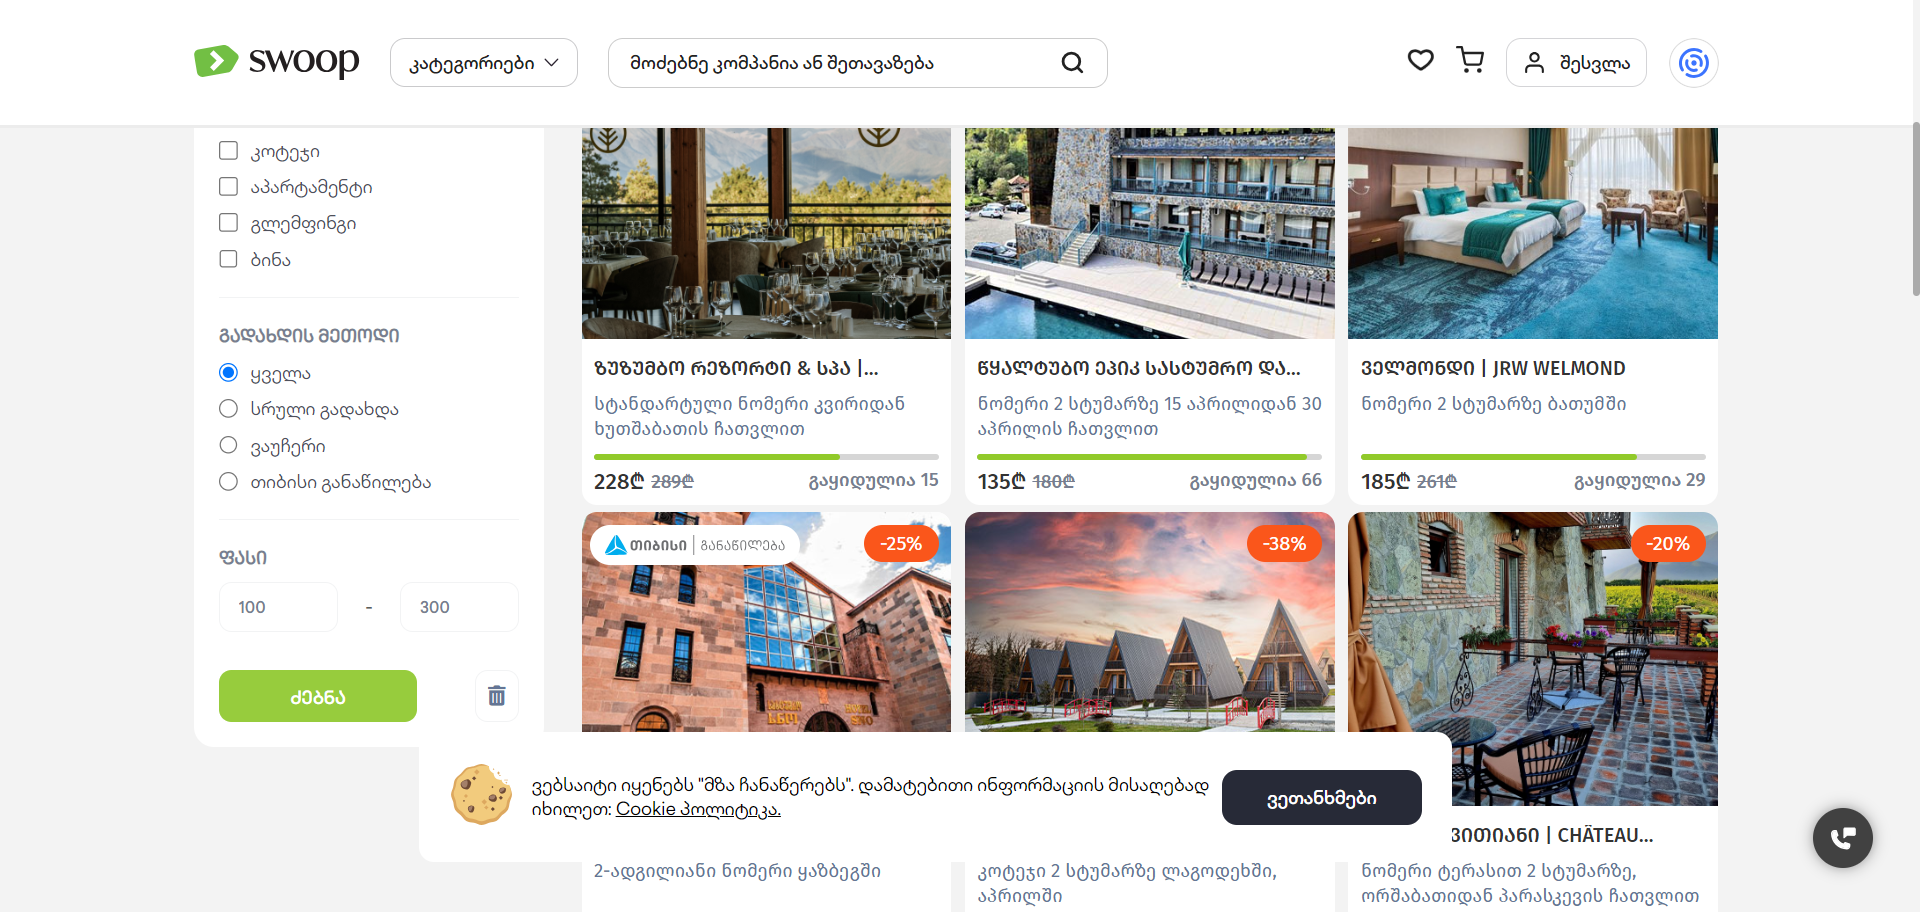 swoop
კატეგორიები
მოძებნე კომპანია ან შეთავაზება
შესვლა
კოტეჯი
აპარტამენტი
გლემფინგი
ბინა
გადახდის მეთოდი
ყველა
სრული გადახდა
ვაუჩერი
თიბისი განაწილება
ფასი
100 - 300
ძებნა
ზუზუმბო რეზორტი & სპა |...
სტანდარტული ნომერი კვირიდან
ხუთშაბათის ჩათვლით
228₾ 289₾ გაყიდულია 15
წყალტუბო ეპიკ სასტუმრო და...
ნომერი 2 სტუმარზე 15 აპრილიდან 30
აპრილის ჩათვლით
135₾ 180₾ გაყიდულია 66
ველმონდი | JRW WELMOND
ნომერი 2 სტუმარზე ბათუმში
185₾ 261₾ გაყიდულია 29
თიბისი | განაწილება
-25%
-38%
-20%
2-ადგილიანი ნომერი ყაზბეგში
კოტეჯი 2 სტუმარზე ლაგოდეხში,
აპრილში
ვითიანი | CHÂTEAU...
ნომერი ტერასით 2 სტუმარზე,
ორშაბათიდან პარასკევის ჩათვლით
ვებსაიტი იყენებს "მზა ჩანაწერებს". დამატებითი ინფორმაციის მისაღებად
იხილეთ: Cookie პოლიტიკა.
ვეთანხმები